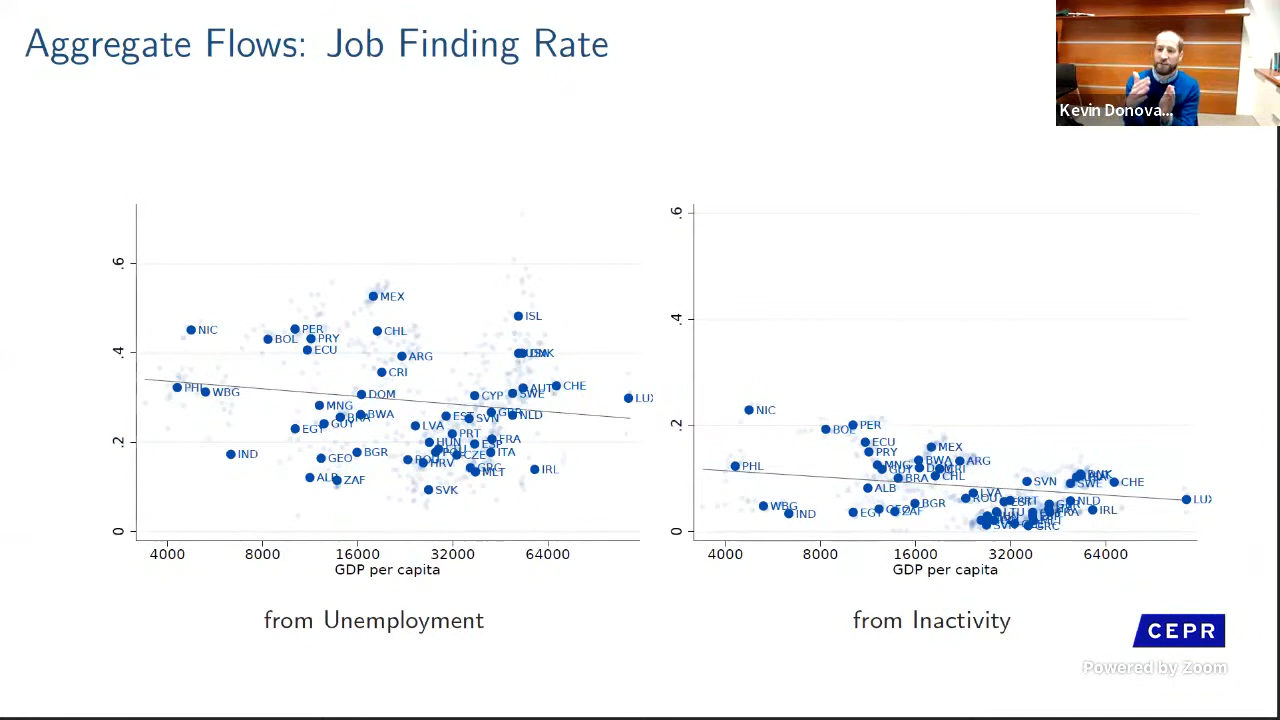 Aggregate Flows: Job Finding Rate
Kevin Donova...
.6
.4
.2
0
MEX
ISL
NIC
PER
CHL
BOL
PRY
ECU
ARG
CRI
PHL
WBG
DOM
CYP
AUT
CHE
SWE
LUX
MNG
BWA
GUY
EGY
LVA
EST
SVN
NLD
PRT
HUN
ESP
FRA
IND
GEO
BGR
CZE
ITA
HRV
MLT
IRL
ALB
ZAF
SVK
4000
8000
16000
32000
64000
GDP per capita
from Unemployment
.6
.4
.2
0
NIC
BOL
PER
ECU
PRY
MEX
PHL
MNG
BWA
ARG
BRA
CHL
ALB
SVN
SWE
CHE
LVA
ROU
NLD
LUX
WBG
IND
EGY
ZAF
BGR
IRL
GRC
4000
8000
16000
32000
64000
GDP per capita
from Inactivity
CEPR
Powered by Zoom